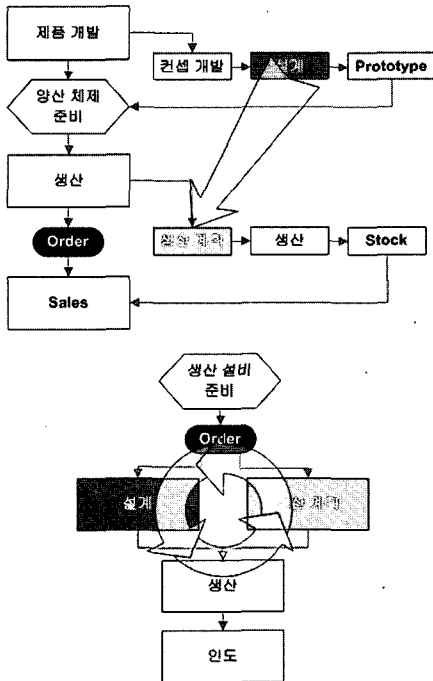 제품 개발
컨셉 개발
Prototype
양산 체제
준비
생산
Order
생산 계획
생산
Stock
Sales
생산 설비
준비
Order
설계
산 계획
생산
인도